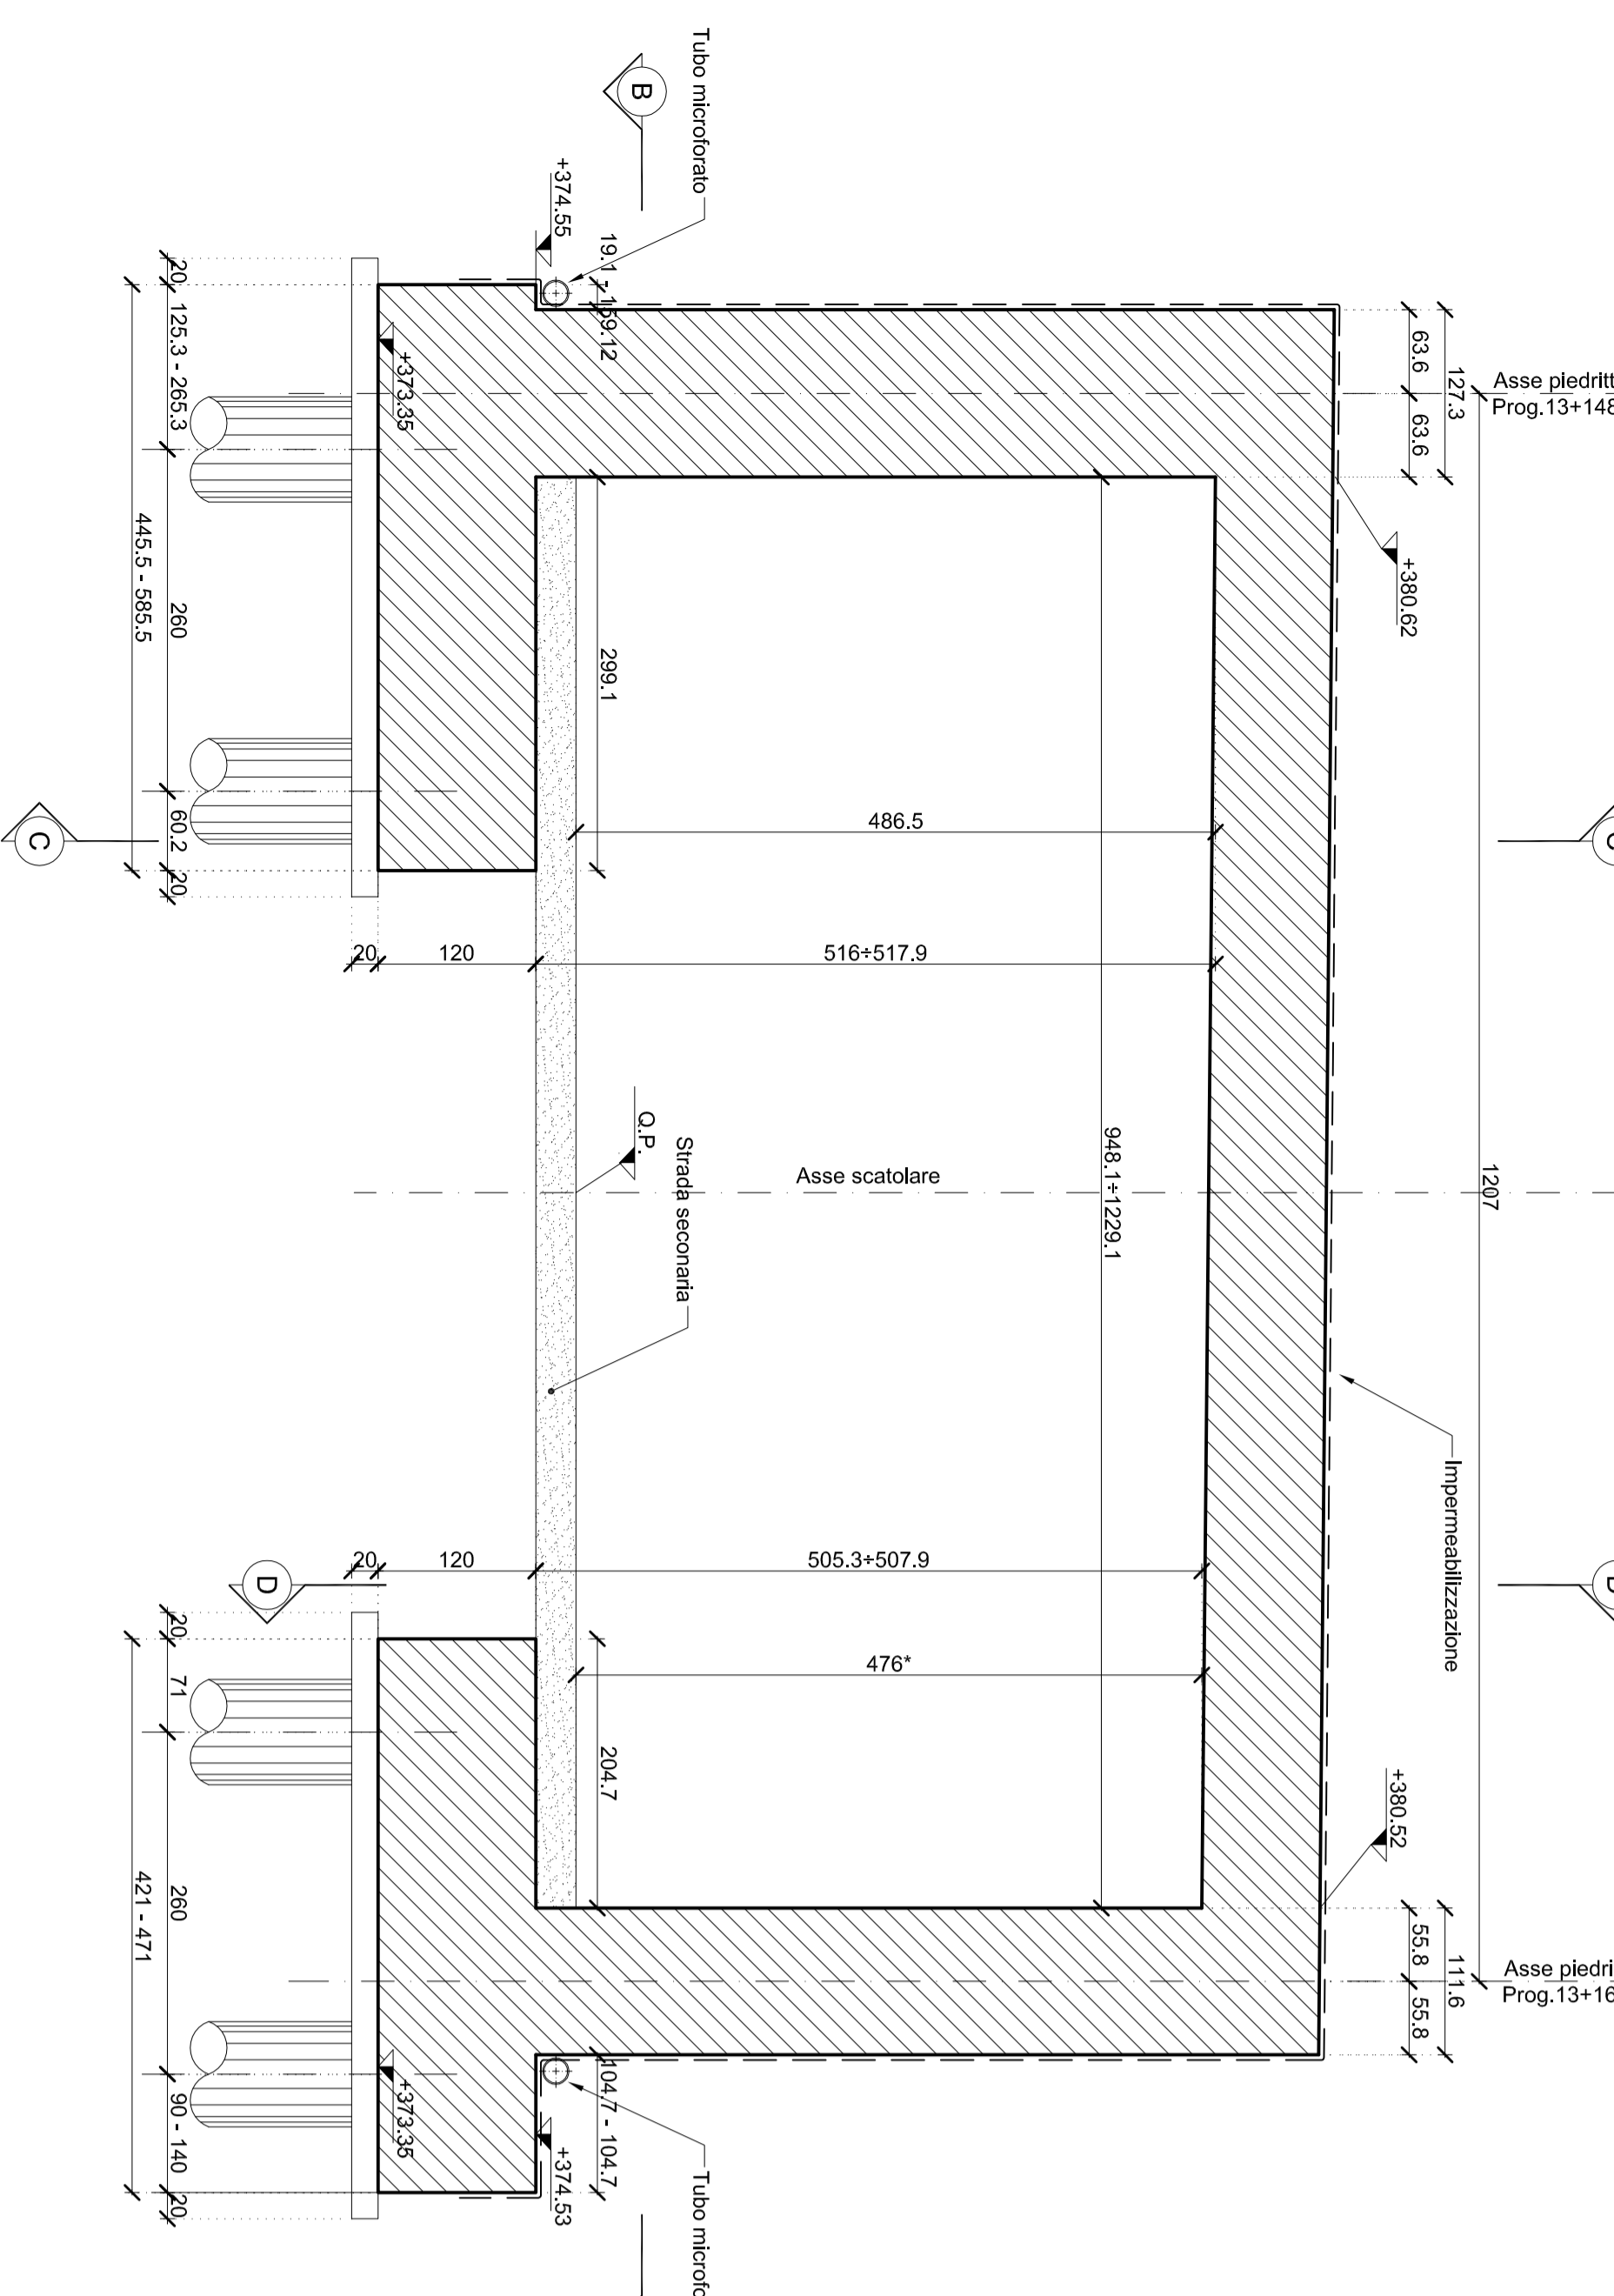 Tubo microforato
B
+374.55
19.1 - 159.12
63.6
63.6
127.3
Asse piedritt
Prog.13+148
+380.62
+373.35
20
125.3 - 265.3
260
60.2
20
445.5 - 585.5
299.1
486.5
C
20
120
516÷517.9
948.1÷1229.1
1207
Q.P.
Strada seconaria
Asse scatolare
Impermeabilizzazione
D
20
120
505.3÷507.9
476*
204.7
20
71
260
90 - 140
20
421 - 471
+380.52
55.8
55.8
111.6
Asse piedri
Prog.13+16
+373.35
104.7 - 104.7
+374.53
Tubo microfo